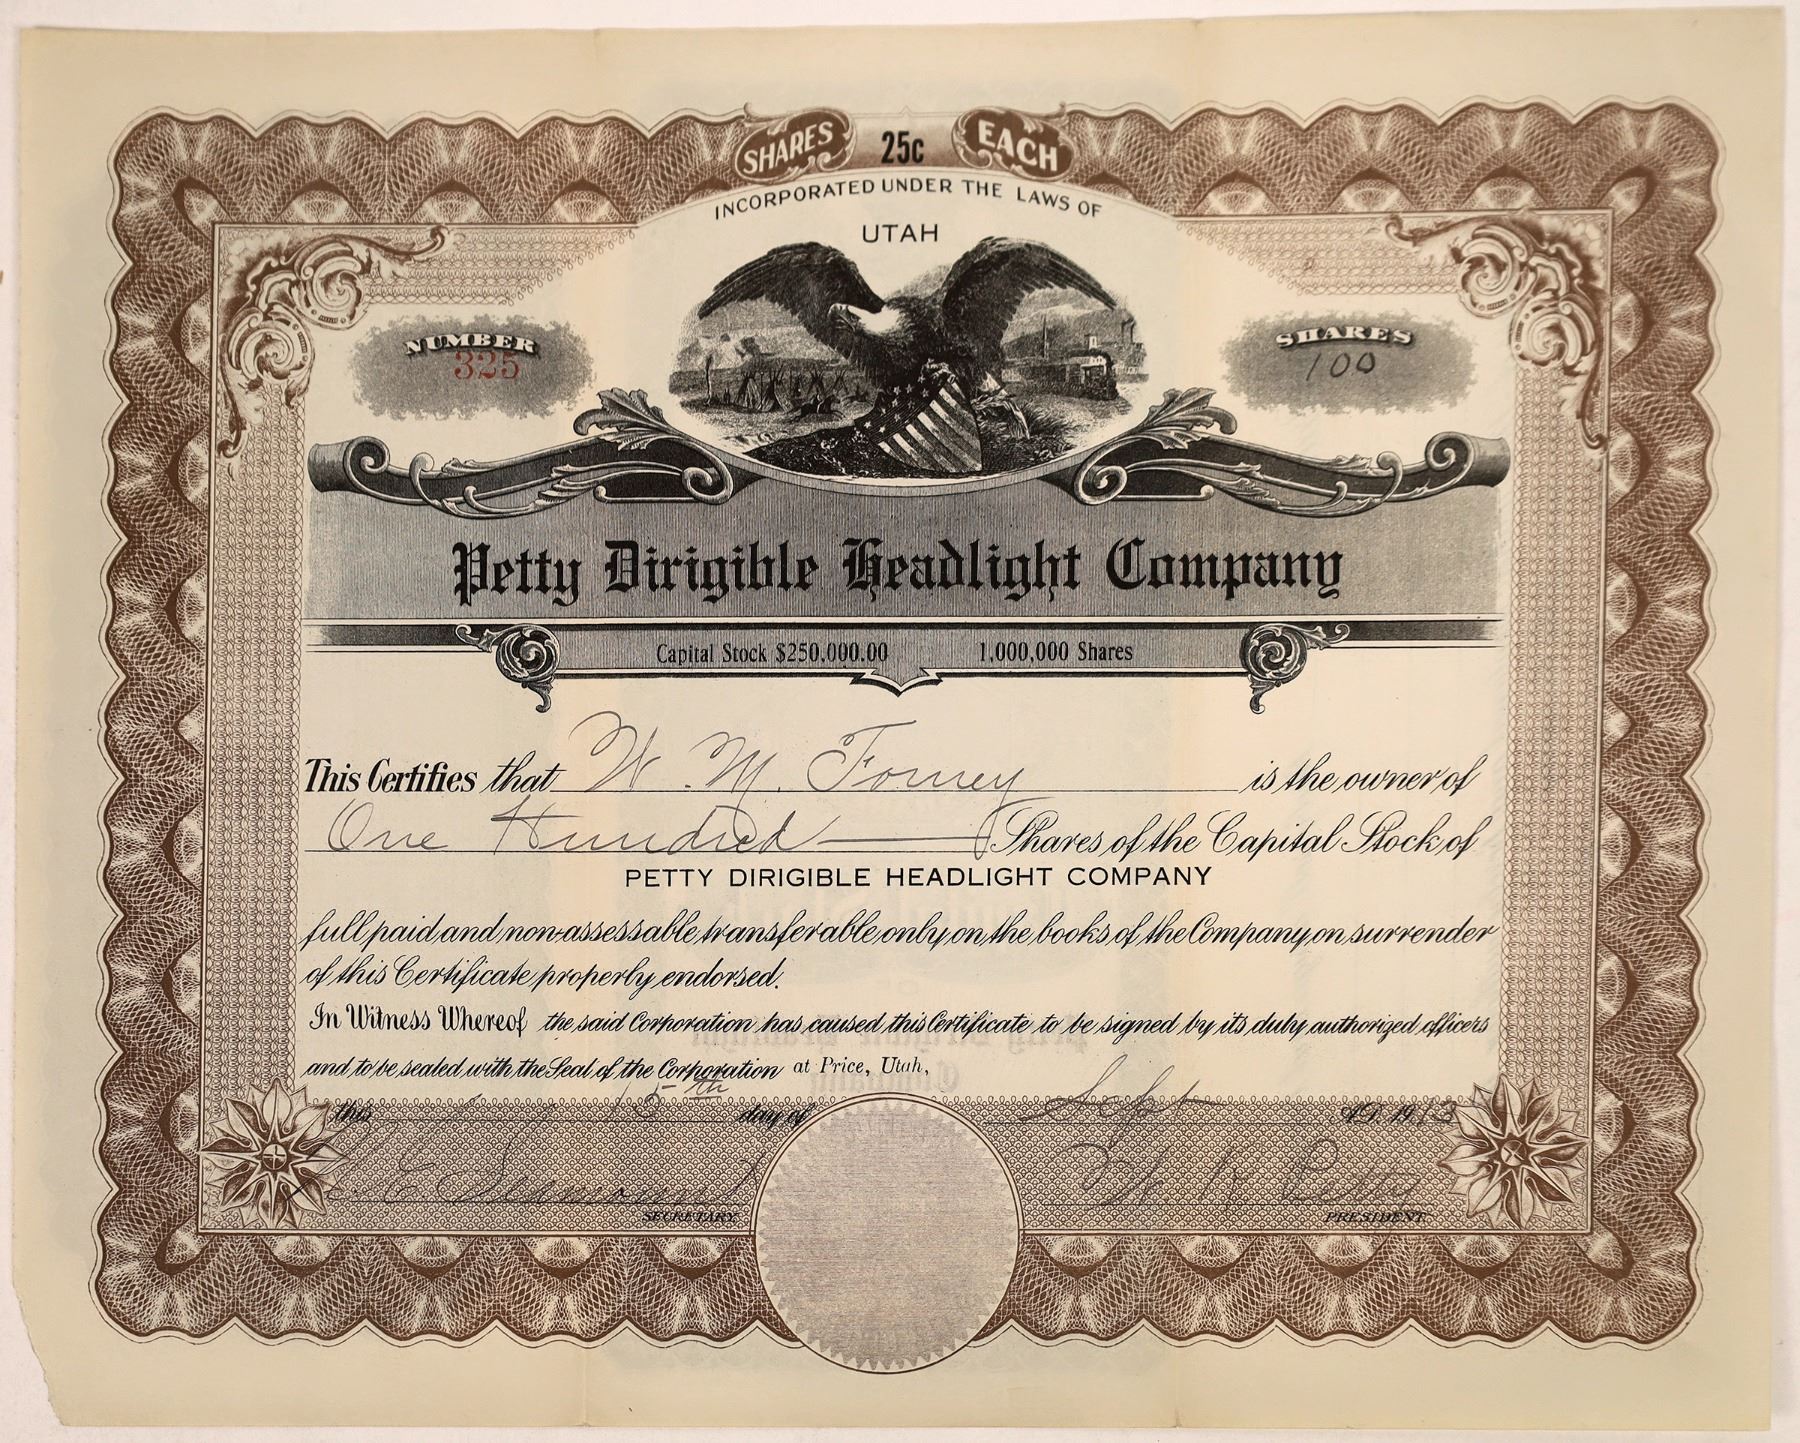 SHARES 25c EACH
INCORPORATED UNDER THE LAWS OF
UTAH
NUMBER
325
SHARES
100
Petty Dirigible Headlight Company
Capital Stock $250.000.00 1,000,000 Shares
This Certifies that W. M. Forney is the owner of
One Hundred Shares of the Capital Stock of
PETTY DIRIGIBLE HEADLIGHT COMPANY
full paid and non-assessable transferable only on the books of the Company on surrender
of this Certificate properly endorsed.
In Witness Whereof the said Corporation has caused this Certificate to be signed by its duly authorized officers
and to be sealed with the Seal of the Corporation at Price, Utah,
this 15th day of Sept A.D. 1913
W Petty
SECRETARY
PRESIDENT